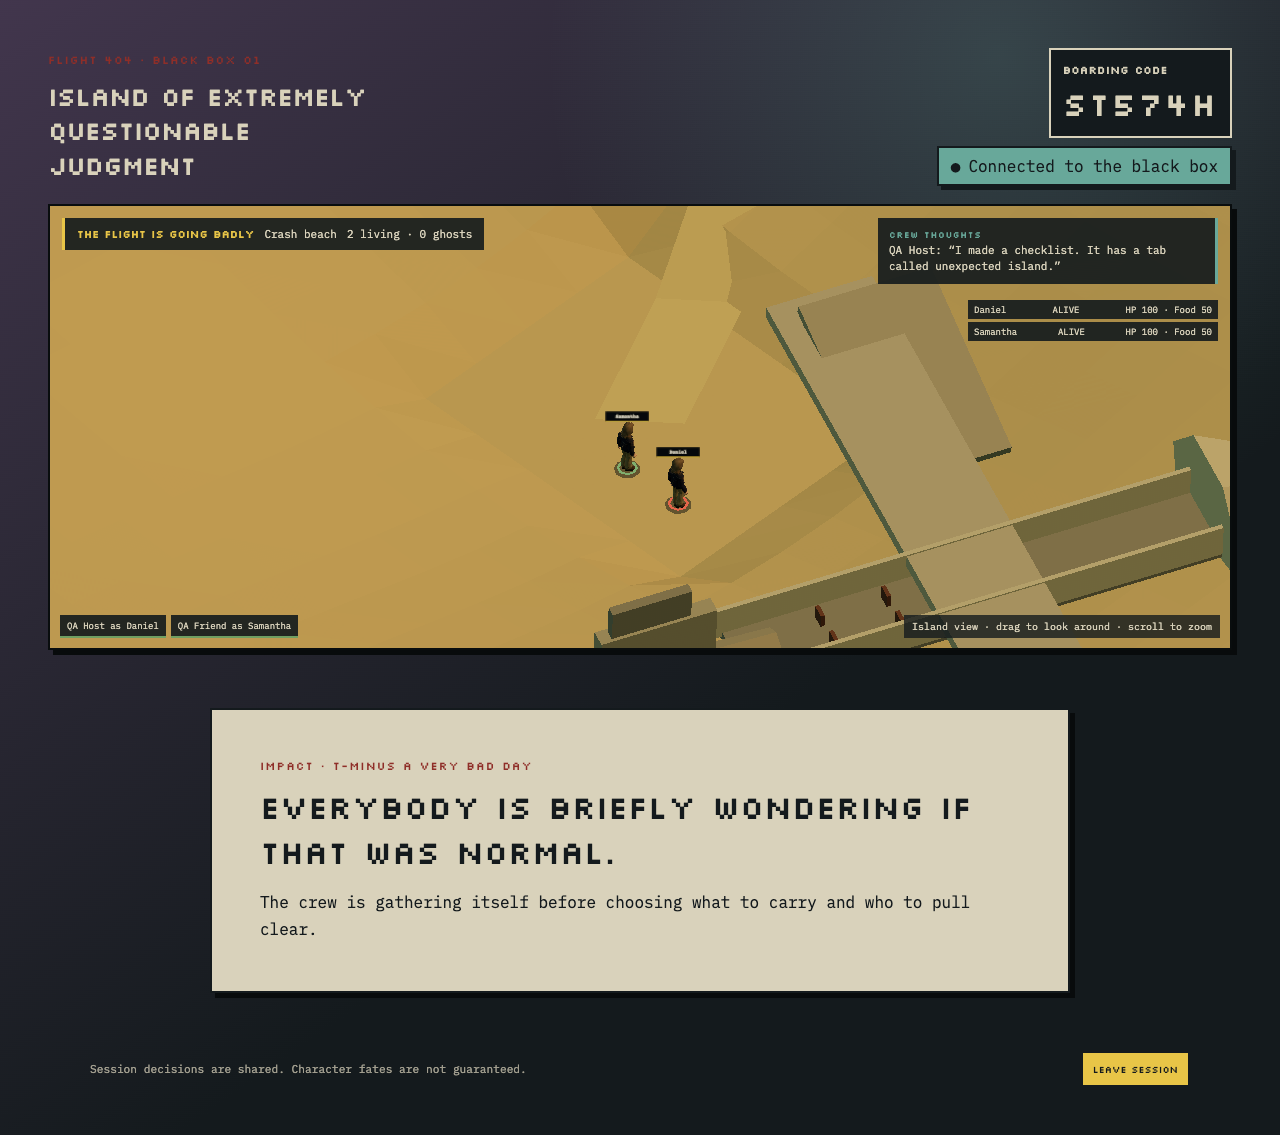 FLIGHT 404 · BLACK BOX 01
ISLAND OF EXTREMELY
QUESTIONABLE
JUDGMENT
BOARDING CODE
ST574H
● Connected to the black box
THE FLIGHT IS GOING BADLY Crash beach 2 living · 0 ghosts
CREW THOUGHTS
QA Host: “I made a checklist. It has a tab
called unexpected island.”
Daniel ALIVE HP 100 · Food 50
Samantha ALIVE HP 100 · Food 50
Samantha
Daniel
QA Host as Daniel
QA Friend as Samantha
Island view · drag to look around · scroll to zoom
IMPACT · T-MINUS A VERY BAD DAY
EVERYBODY IS BRIEFLY WONDERING IF
THAT WAS NORMAL.
The crew is gathering itself before choosing what to carry and who to pull
clear.
Session decisions are shared. Character fates are not guaranteed.
LEAVE SESSION